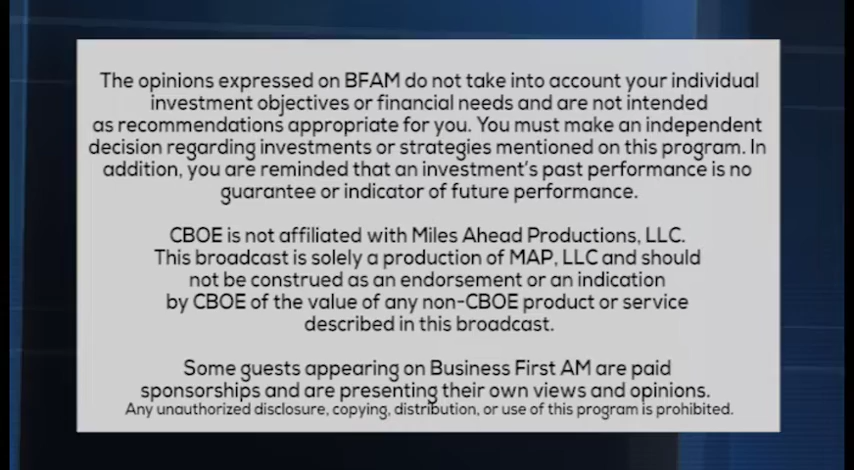 The opinions expressed on BFAM do not take into account your individual
investment objectives or financial needs and are not intended
as recommendations appropriate for you. You must make an independent
decision regarding investments or strategies mentioned on this program. In
addition, you are reminded that an investment's past performance is no
guarantee or indicator of future performance.
CBOE is not affiliated with Miles Ahead Productions, LLC.
This broadcast is solely a production of MAP, LLC and should
not be construed as an endorsement or an indication
by CBOE of the value of any non-CBOE product or service
described in this broadcast.
Some guests appearing on Business First AM are paid
sponsorships and are presenting their own views and opinions.
Any unauthorized disclosure, copying, distribution, or use of this program is prohibited.